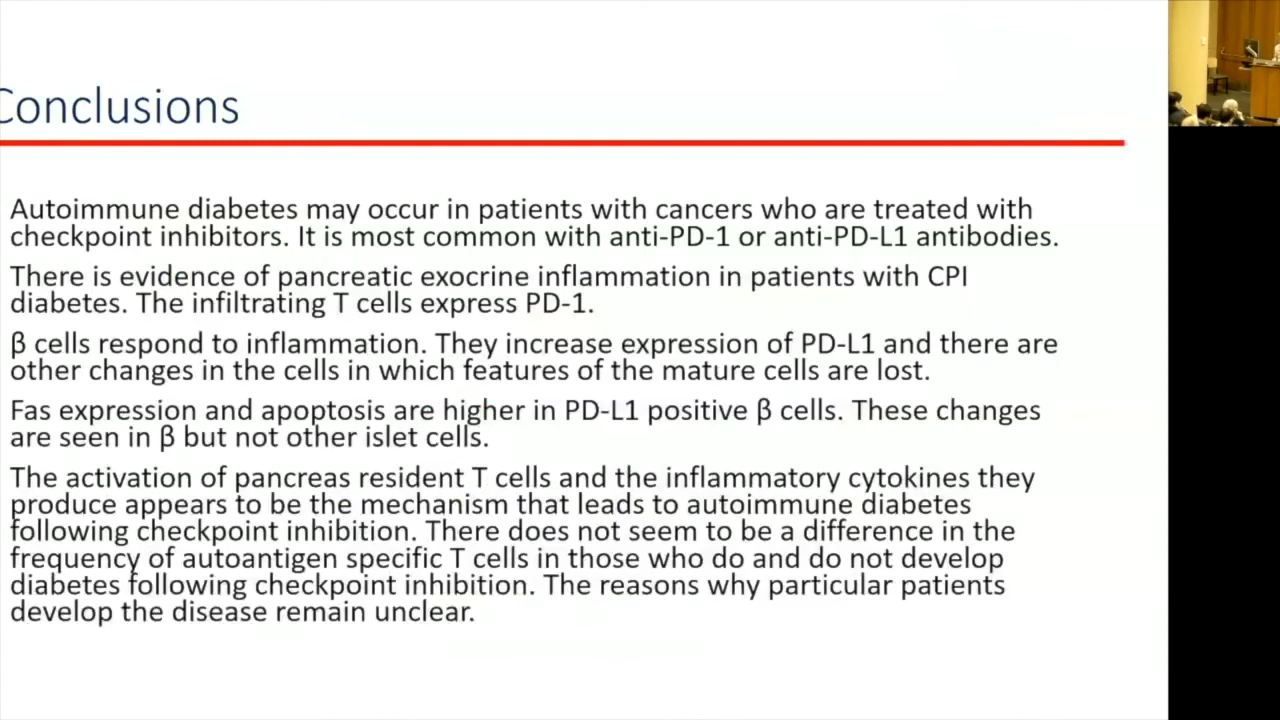 Conclusions
Autoimmune diabetes may occur in patients with cancers who are treated with
checkpoint inhibitors. It is most common with anti-PD-1 or anti-PD-L1 antibodies.
There is evidence of pancreatic exocrine inflammation in patients with CPI
diabetes. The infiltrating T cells express PD-1.
β cells respond to inflammation. They increase expression of PD-L1 and there are
other changes in the cells in which features of the mature cells are lost.
Fas expression and apoptosis are higher in PD-L1 positive β cells. These changes
are seen in β but not other islet cells.
The activation of pancreas resident T cells and the inflammatory cytokines they
produce appears to be the mechanism that leads to autoimmune diabetes
following checkpoint inhibition. There does not seem to be a difference in the
frequency of autoantigen specific T cells in those who do and do not develop
diabetes following checkpoint inhibition. The reasons why particular patients
develop the disease remain unclear.